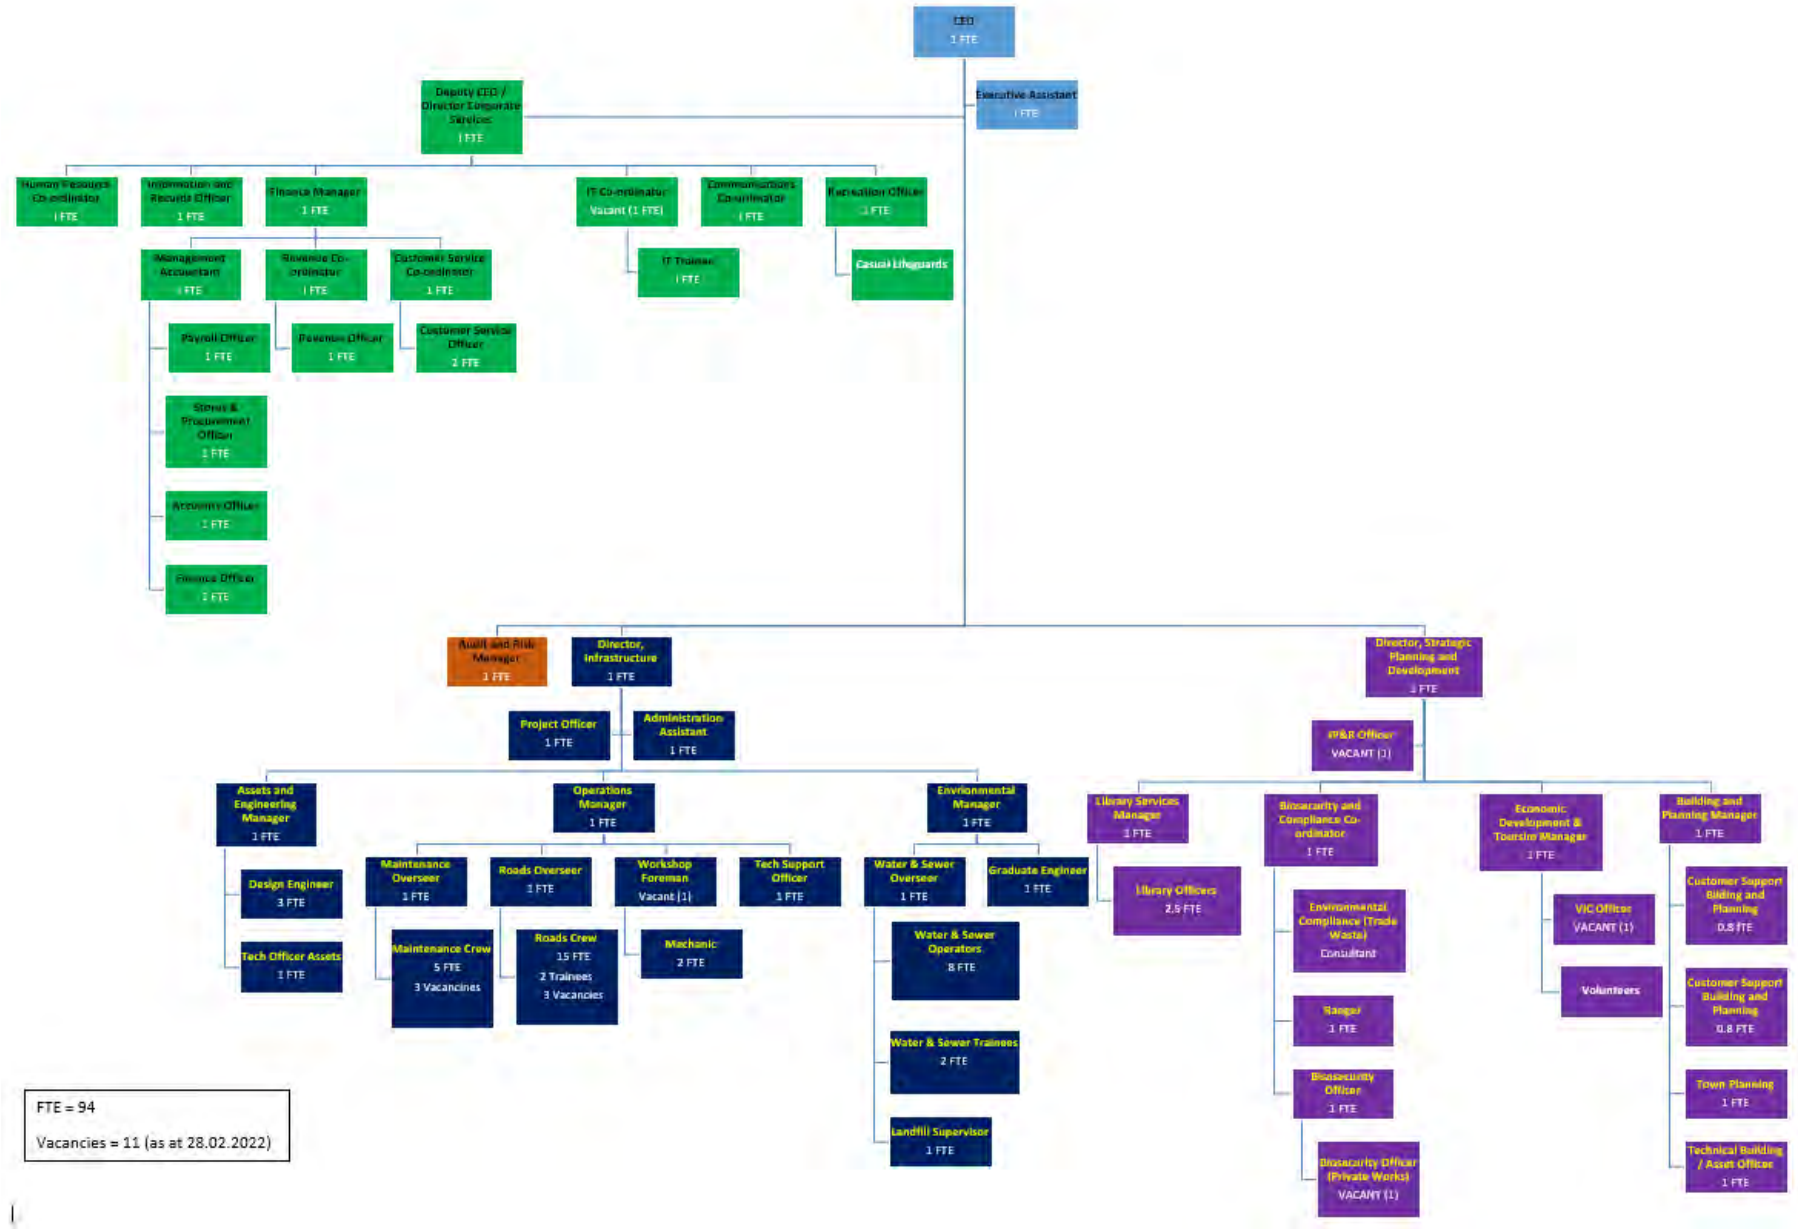 CEO
1 FTE
Executive Assistant
1 FTE
Deputy CEO /
Director Corporate
Services
1 FTE
Human Resource
Co-ordinator
1 FTE
Information and
Records Officer
1 FTE
Finance Manager
1 FTE
IT Co-ordinator
Vacant (1 FTE)
Communications
Co-ordinator
1 FTE
Recreation Officer
1 FTE
Management
Accountant
1 FTE
Revenue Co-
ordinator
1 FTE
Customer Service
Co-ordinator
1 FTE
IT Trainee
1 FTE
Casual Lifeguards
Payroll Officer
1 FTE
Revenue Officer
1 FTE
Customer Service
Officer
2 FTE
Stores &
Procurement
Officer
1 FTE
Accounts Officer
1 FTE
Finance Officer
1 FTE
Audit and Risk
Manager
1 FTE
Director,
Infrastructure
1 FTE
Director, Strategic
Planning and
Development
1 FTE
Project Officer
1 FTE
Administration
Assistant
1 FTE
IP&R Officer
VACANT (1)
Assets and
Engineering
Manager
1 FTE
Operations
Manager
1 FTE
Envrionmental
Manager
1 FTE
Library Services
Manager
1 FTE
Biosecurity and
Compliance Co-
ordinator
1 FTE
Economic
Development &
Toursim Manager
1 FTE
Building and
Planning Manager
1 FTE
Maintenance
Overseer
1 FTE
Roads Overseer
1 FTE
Workshop
Foreman
Vacant (1)
Tech Support
Officer
1 FTE
Water & Sewer
Overseer
1 FTE
Graduate Engineer
1 FTE
Design Engineer
3 FTE
Tech Officer Assets
1 FTE
Maintenance Crew
5 FTE
3 Vacancines
Roads Crew
15 FTE
2 Trainees
3 Vacancies
Mechanic
2 FTE
Water & Sewer
Operators
8 FTE
Water & Sewer Trainees
2 FTE
Landfill Supervisor
1 FTE
Library Officers
2.5 FTE
Environmental
Compliance (Trade
Waste)
Consultant
Ranger
1 FTE
Bisosecurity
Officer
1 FTE
Biosecurity Officer
(Private Works)
VACANT (1)
VIC Officer
VACANT (1)
Volunteers
Customer Support
Bilding and
Planning
0.8 FTE
Customer Support
Building and
Planning
0.8 FTE
Town Planning
1 FTE
Technical Building
/ Asset Officer
1 FTE
FTE = 94
Vacancies = 11 (as at 28.02.2022)